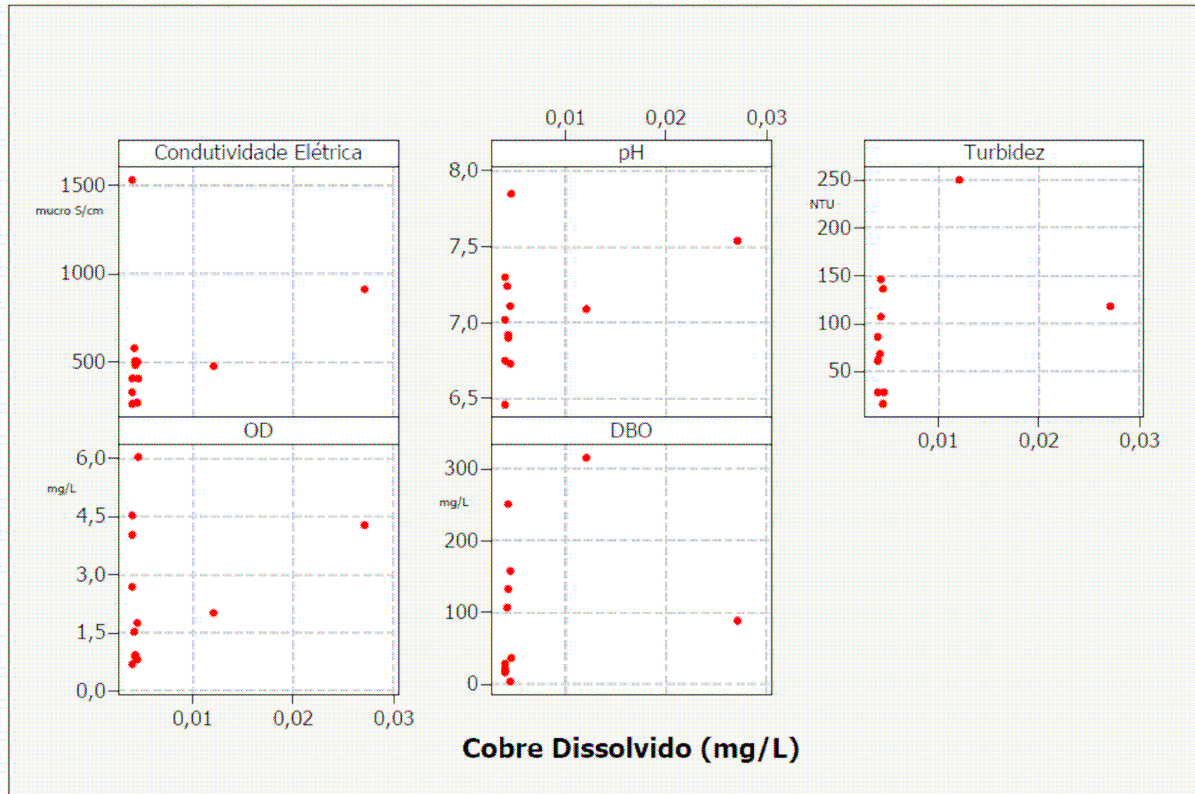 0,01 0,02 0,03
Condutividade Elétrica pH Turbidez
1500
mucro S/cm
1000
500
8,0
7,5
7,0
6,5
250
NTU
200
150
100
50
0,01 0,02 0,03
OD DBO
6,0
mg/L
4,5
3,0
1,5
0,0
300
mg/L
200
100
0
0,01 0,02 0,03
Cobre Dissolvido (mg/L)